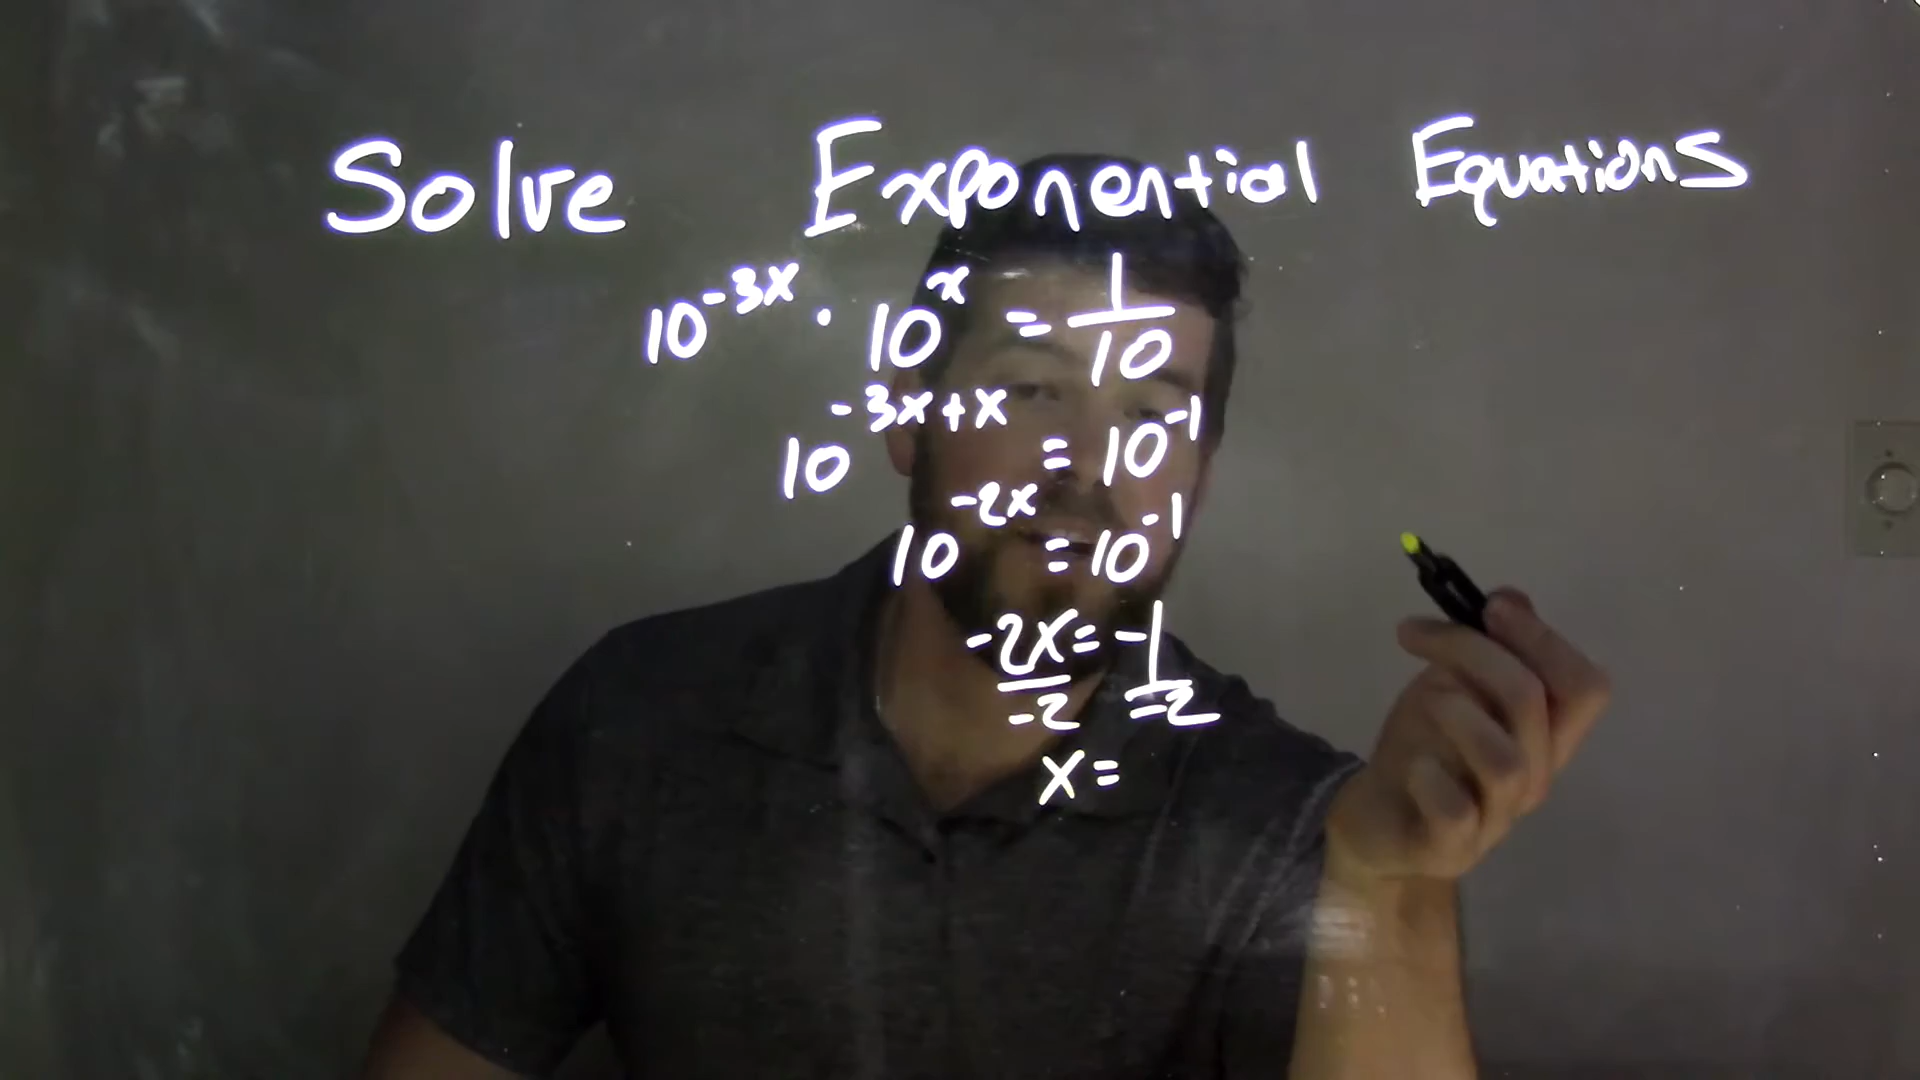 Solve Exponential Equations
10^{-3x} · 10^{x} = 1/10
10^{-3x+x} = 10^{-1}
10^{-2x} = 10^{-1}
-2x = -1
-2 -2
x =